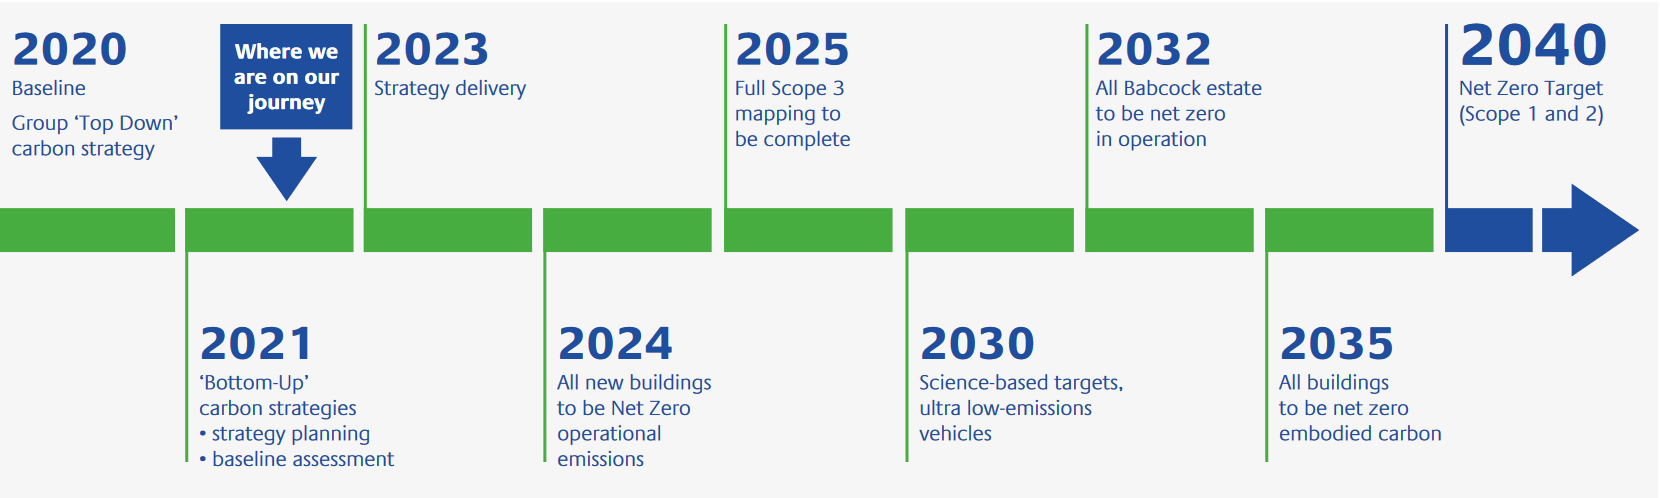 2020
Baseline
Group ‘Top Down’
carbon strategy
Where we
are on our
journey
2023
Strategy delivery
2025
Full Scope 3
mapping to
be complete
2032
All Babcock estate
to be net zero
in operation
2040
Net Zero Target
(Scope 1 and 2)
2021
‘Bottom-Up’
carbon strategies
• strategy planning
• baseline assessment
2024
All new buildings
to be Net Zero
operational
emissions
2030
Science-based targets,
ultra low-emissions
vehicles
2035
All buildings
to be net zero
embodied carbon